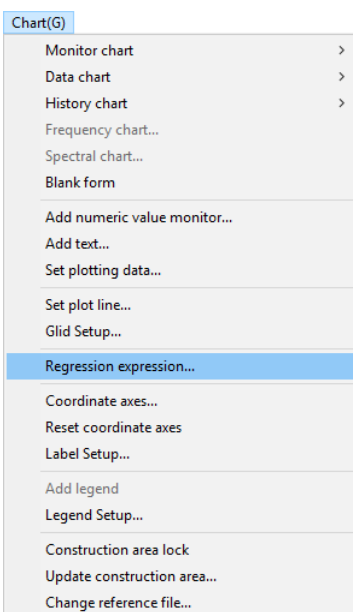 Chart(G)
Monitor chart
Data chart
History chart
Frequency chart...
Spectral chart...
Blank form
Add numeric value monitor...
Add text...
Set plotting data...
Set plot line...
Glid Setup...
Regression expression...
Coordinate axes...
Reset coordinate axes
Label Setup...
Add legend
Legend Setup...
Construction area lock
Update construction area...
Change reference file...